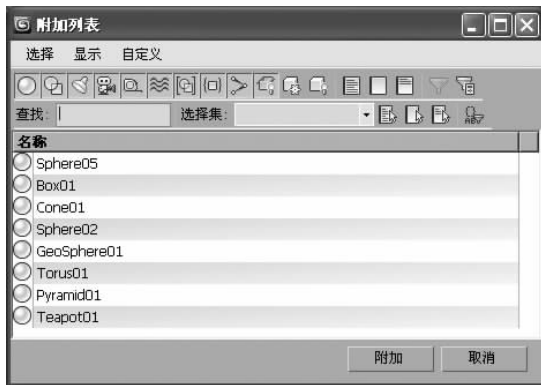 附加列表
选择 显示 自定义
查找: 选择集:
名称
Sphere05
Box01
Cone01
Sphere02
GeoSphere01
Torus01
Pyramid01
Teapot01
附加 取消